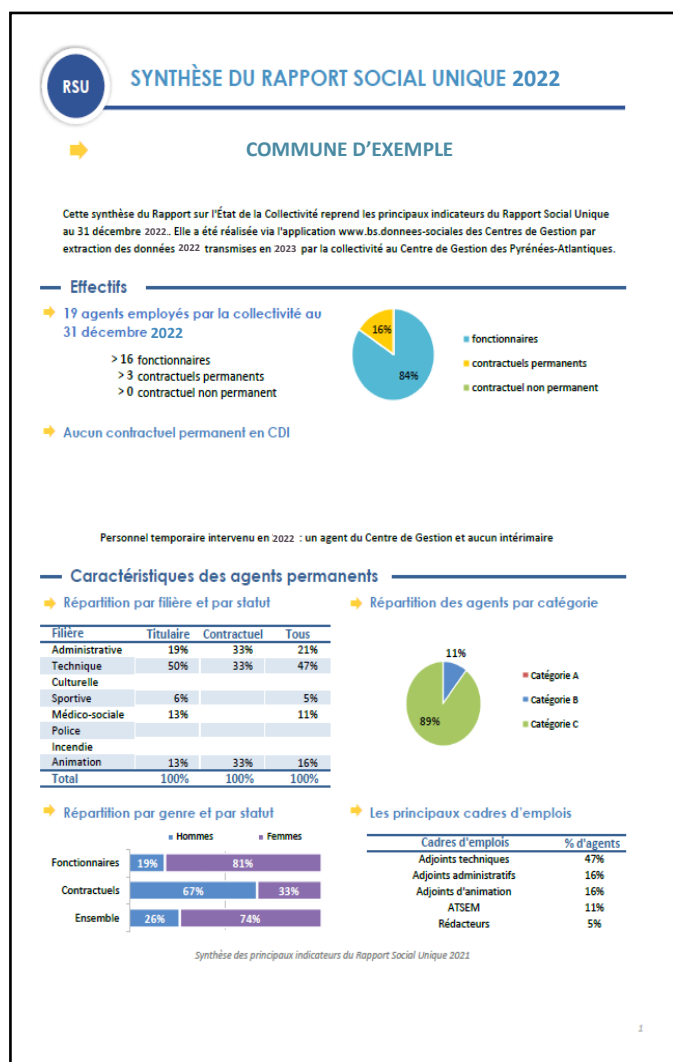 RSU
SYNTHÈSE DU RAPPORT SOCIAL UNIQUE 2022
COMMUNE D'EXEMPLE
Cette synthèse du Rapport sur l'État de la Collectivité reprend les principaux indicateurs du Rapport Social Unique
au 31 décembre 2022.. Elle a été réalisée via l'application www.bs.donnees-sociales des Centres de Gestion par
extraction des données 2022 transmises en 2023 par la collectivité au Centre de Gestion des Pyrénées-Atlantiques.
Effectifs
19 agents employés par la collectivité au
31 décembre 2022
> 16 fonctionnaires
> 3 contractuels permanents
> 0 contractuel non permanent
16%
84%
fonctionnaires
contractuels permanents
contractuel non permanent
Aucun contractuel permanent en CDI
Personnel temporaire intervenu en 2022 : un agent du Centre de Gestion et aucun intérimaire
Caractéristiques des agents permanents
Répartition par filière et par statut
Filière Titulaire Contractuel Tous
Administrative 19% 33% 21%
Technique 50% 33% 47%
Culturelle
Sportive 6% 5%
Médico-sociale 13% 11%
Police
Incendie
Animation 13% 33% 16%
Total 100% 100% 100%
Répartition des agents par catégorie
11%
89%
Catégorie A
Catégorie B
Catégorie C
Répartition par genre et par statut
Hommes Femmes
Fonctionnaires 19% 81%
Contractuels 67% 33%
Ensemble 26% 74%
Les principaux cadres d'emplois
Cadres d'emplois % d'agents
Adjoints techniques 47%
Adjoints administratifs 16%
Adjoints d'animation 16%
ATSEM 11%
Rédacteurs 5%
Synthèse des principaux indicateurs du Rapport Social Unique 2021
1